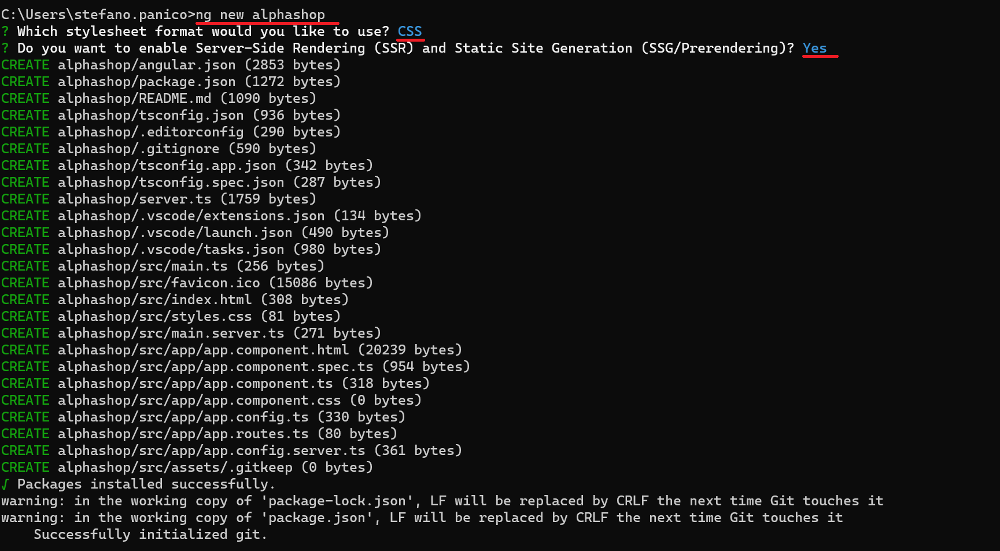 C:\Users\stefano.panico>ng new alphashop
? Which stylesheet format would you like to use? CSS
? Do you want to enable Server-Side Rendering (SSR) and Static Site Generation (SSG/Prerendering)? Yes
CREATE alphashop/angular.json (2853 bytes)
CREATE alphashop/package.json (1272 bytes)
CREATE alphashop/README.md (1090 bytes)
CREATE alphashop/tsconfig.json (936 bytes)
CREATE alphashop/.editorconfig (290 bytes)
CREATE alphashop/.gitignore (590 bytes)
CREATE alphashop/tsconfig.app.json (342 bytes)
CREATE alphashop/tsconfig.spec.json (287 bytes)
CREATE alphashop/server.ts (1759 bytes)
CREATE alphashop/.vscode/extensions.json (134 bytes)
CREATE alphashop/.vscode/launch.json (490 bytes)
CREATE alphashop/.vscode/tasks.json (980 bytes)
CREATE alphashop/src/main.ts (256 bytes)
CREATE alphashop/src/favicon.ico (15086 bytes)
CREATE alphashop/src/index.html (308 bytes)
CREATE alphashop/src/styles.css (81 bytes)
CREATE alphashop/src/main.server.ts (271 bytes)
CREATE alphashop/src/app/app.component.html (20239 bytes)
CREATE alphashop/src/app/app.component.spec.ts (954 bytes)
CREATE alphashop/src/app/app.component.ts (318 bytes)
CREATE alphashop/src/app/app.component.css (0 bytes)
CREATE alphashop/src/app/app.config.ts (330 bytes)
CREATE alphashop/src/app/app.routes.ts (80 bytes)
CREATE alphashop/src/app/app.config.server.ts (361 bytes)
CREATE alphashop/src/assets/.gitkeep (0 bytes)
√ Packages installed successfully.
warning: in the working copy of 'package-lock.json', LF will be replaced by CRLF the next time Git touches it
warning: in the working copy of 'package.json', LF will be replaced by CRLF the next time Git touches it
    Successfully initialized git.